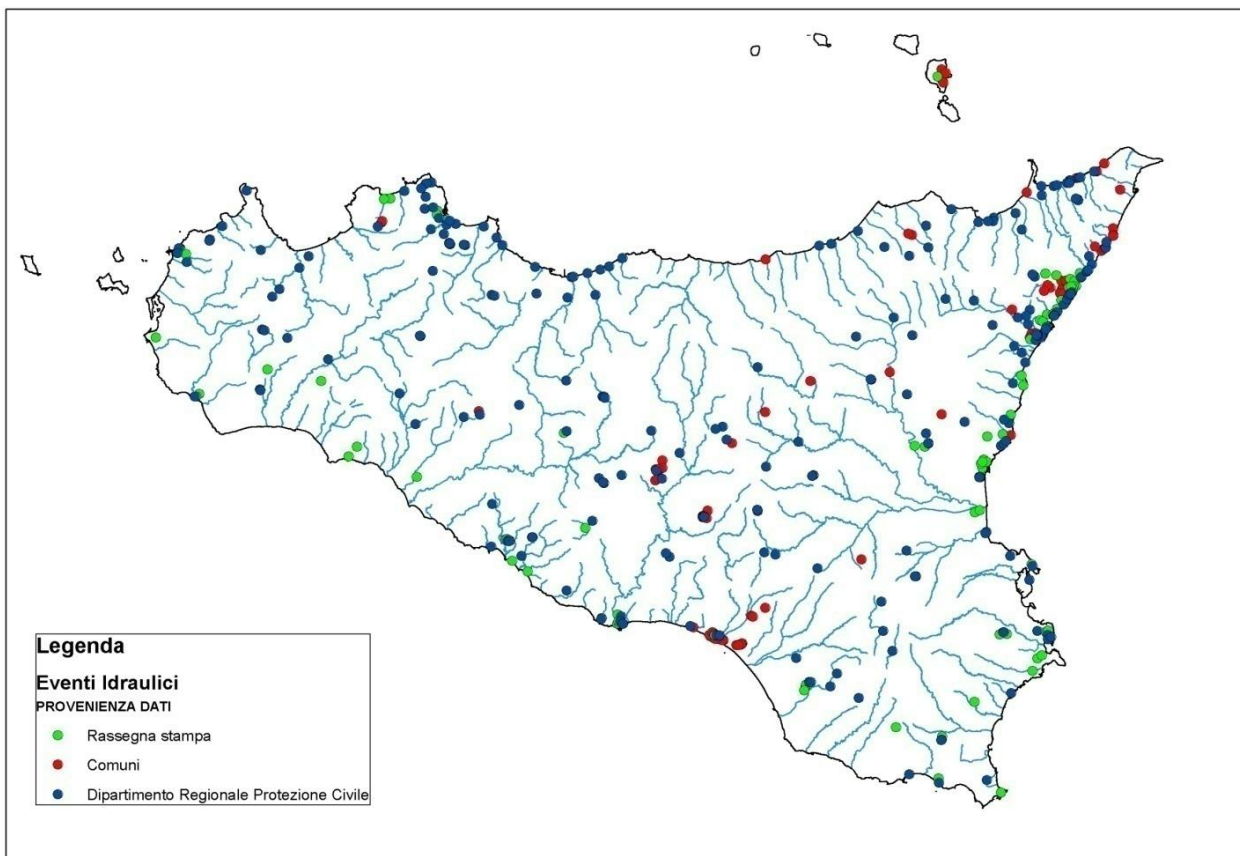 Legenda
Eventi Idraulici
PROVENIENZA DATI
Rassegna stampa
Comuni
Dipartimento Regionale Protezione Civile